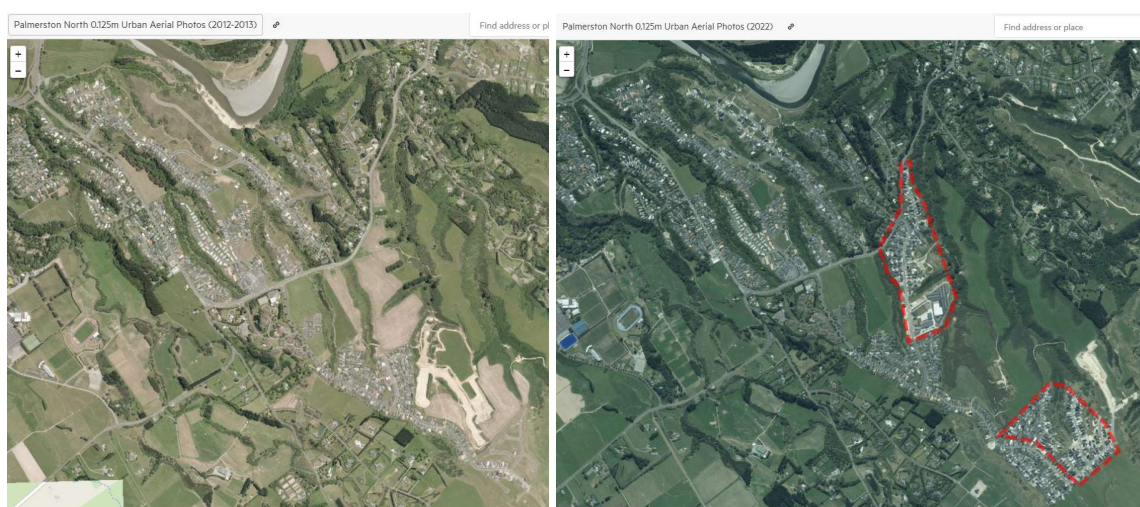 Palmerston North 0.125m Urban Aerial Photos (2012-2013)
Find address or pl
+
−
Palmerston North 0.125m Urban Aerial Photos (2022)
Find address or place
+
−